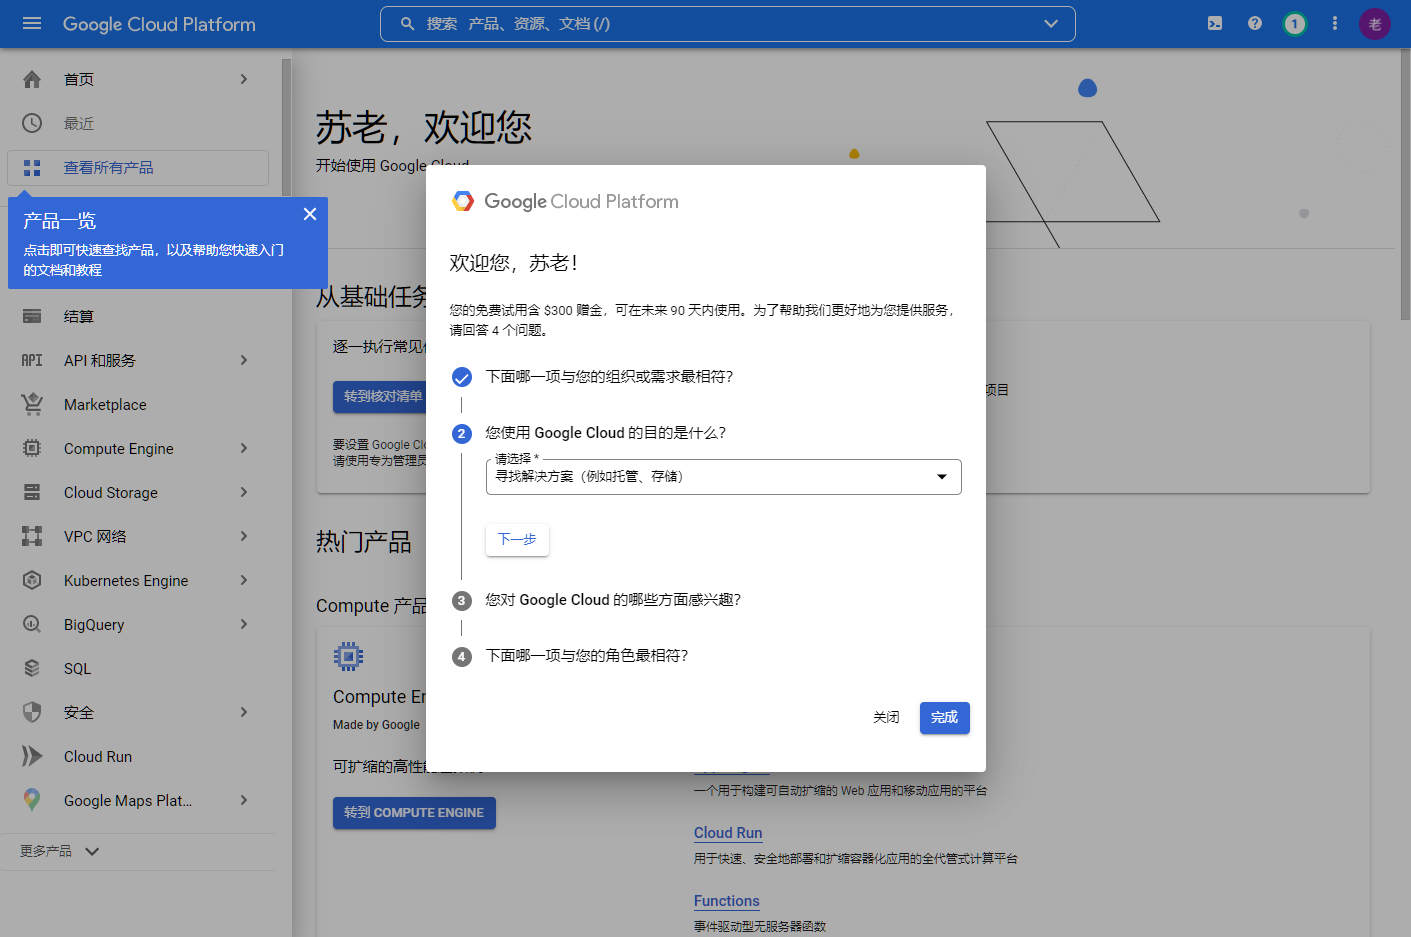 Google Cloud Platform
搜索 产品、资源、文档 (/)
1
老
首页
最近
查看所有产品
产品一览
点击即可快速查找产品，以及帮助您快速入门
的文档和教程
结算
API
API 和服务
Marketplace
Compute Engine
Cloud Storage
VPC 网络
Kubernetes Engine
BigQuery
SQL
安全
Cloud Run
Google Maps Plat...
更多产品
苏老，欢迎您
开始使用 Google Cloud
从基础任务
逐一执行常见
转到核对清单
要设置 Google Clo
请使用专为管理员
项目
热门产品
Compute 产品
Compute En
Made by Google
可扩缩的高性能
转到 COMPUTE ENGINE
一个用于构建可自动扩缩的 Web 应用和移动应用的平台
Cloud Run
用于快速、安全地部署和扩缩容器化应用的全代管式计算平台
Functions
事件驱动型无服务器函数
Google Cloud Platform
欢迎您，苏老！
您的免费试用含 $300 赠金，可在未来 90 天内使用。为了帮助我们更好地为您提供服务，
请回答 4 个问题。
下面哪一项与您的组织或需求最相符？
2 您使用 Google Cloud 的目的是什么？
请选择 *
寻找解决方案（例如托管、存储）
下一步
3 您对 Google Cloud 的哪些方面感兴趣？
4 下面哪一项与您的角色最相符？
关闭
完成